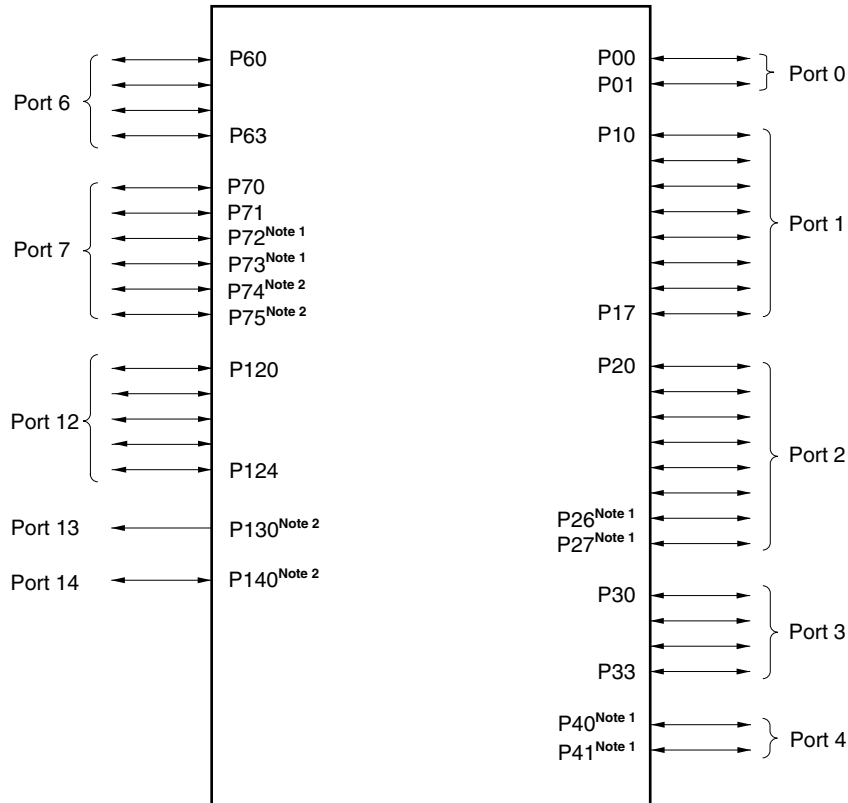 Port 6
P60
P63
Port 7
P70
P71
P72Note 1
P73Note 1
P74Note 2
P75Note 2
Port 12
P120
P124
Port 13
P130Note 2
Port 14
P140Note 2
P00
P01
Port 0
P10
P17
Port 1
P20
P26Note 1
P27Note 1
Port 2
P30
P33
Port 3
P40Note 1
P41Note 1
Port 4